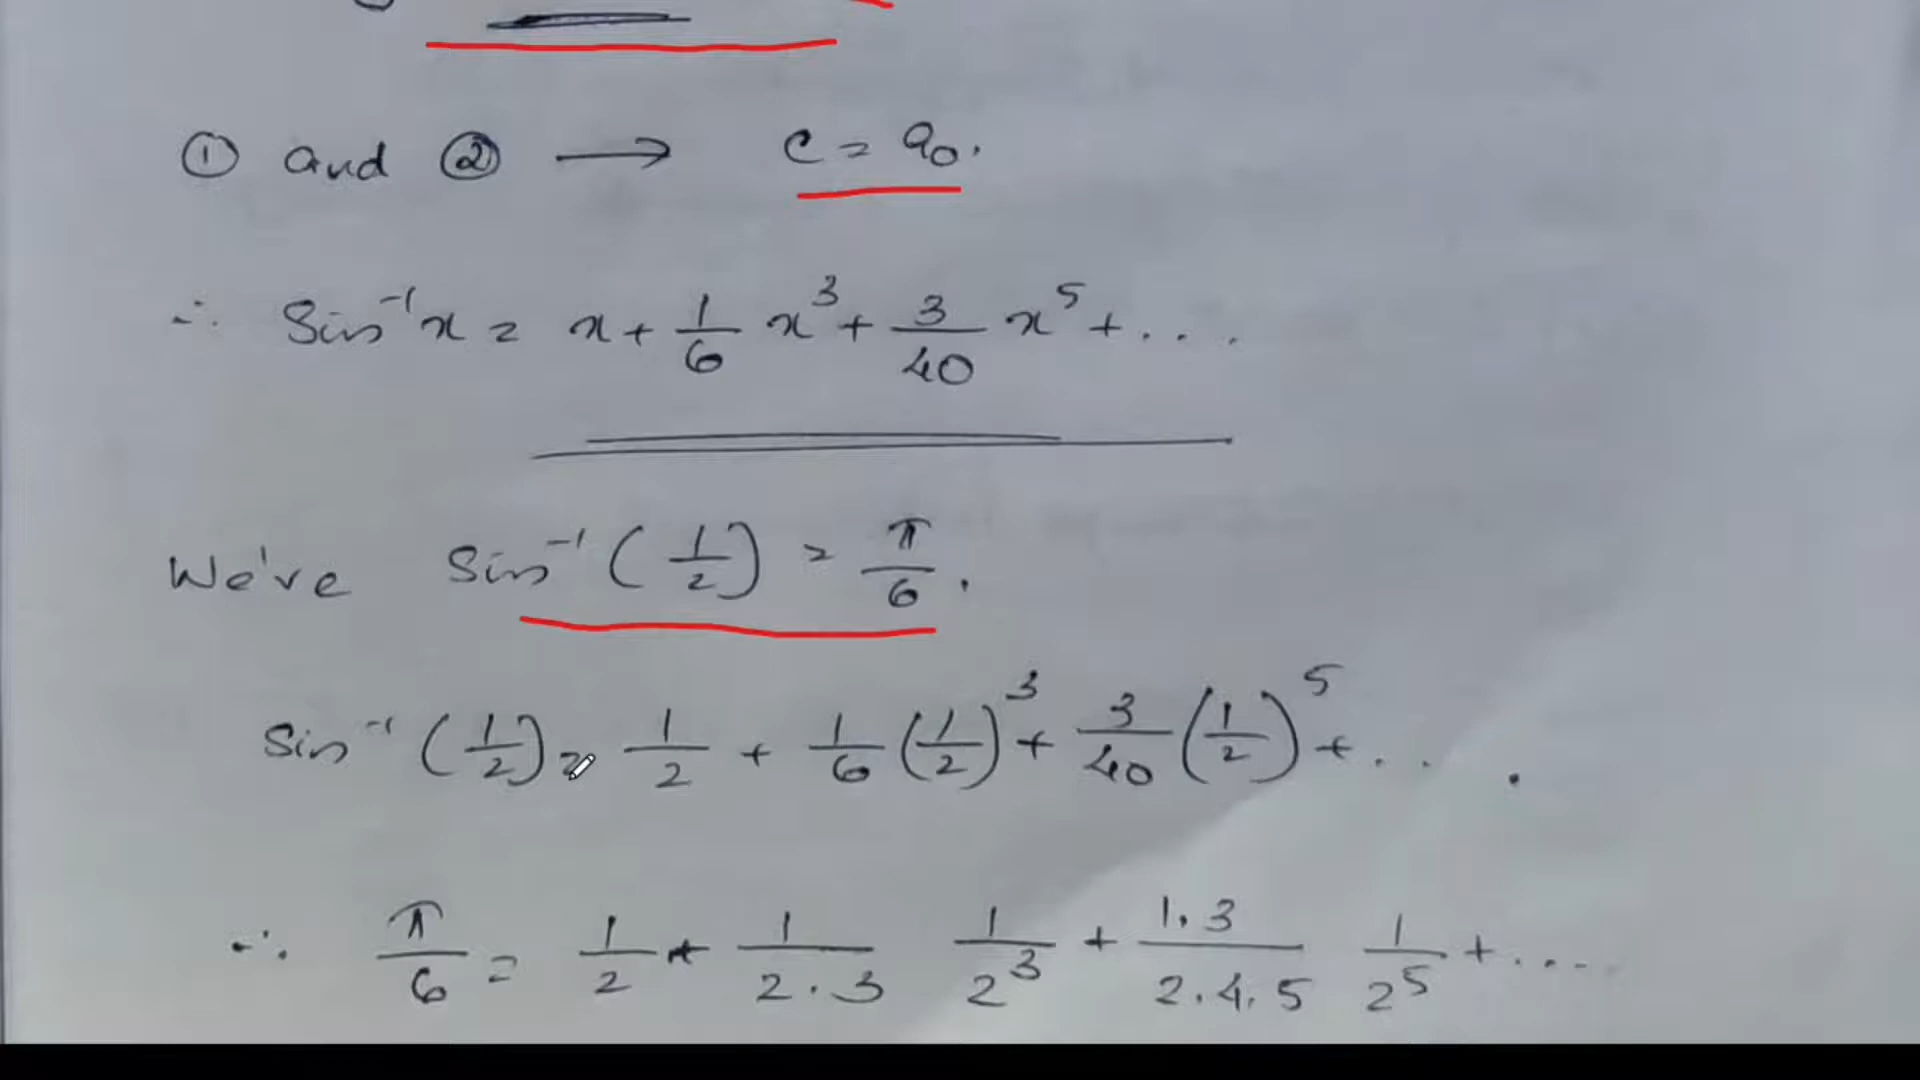 ① and ② → c = a₀.
∴ Sin⁻¹x = x + 1/6 x³ + 3/40 x⁵ + ....
We've Sin⁻¹(1/2) = π/6.
Sin⁻¹(1/2) = 1/2 + 1/6 (1/2)³ + 3/40 (1/2)⁵ + ... .
∴ π/6 = 1/2 + 1/2.3 1/2³ + 1.3/2.4.5 1/2⁵ + ....